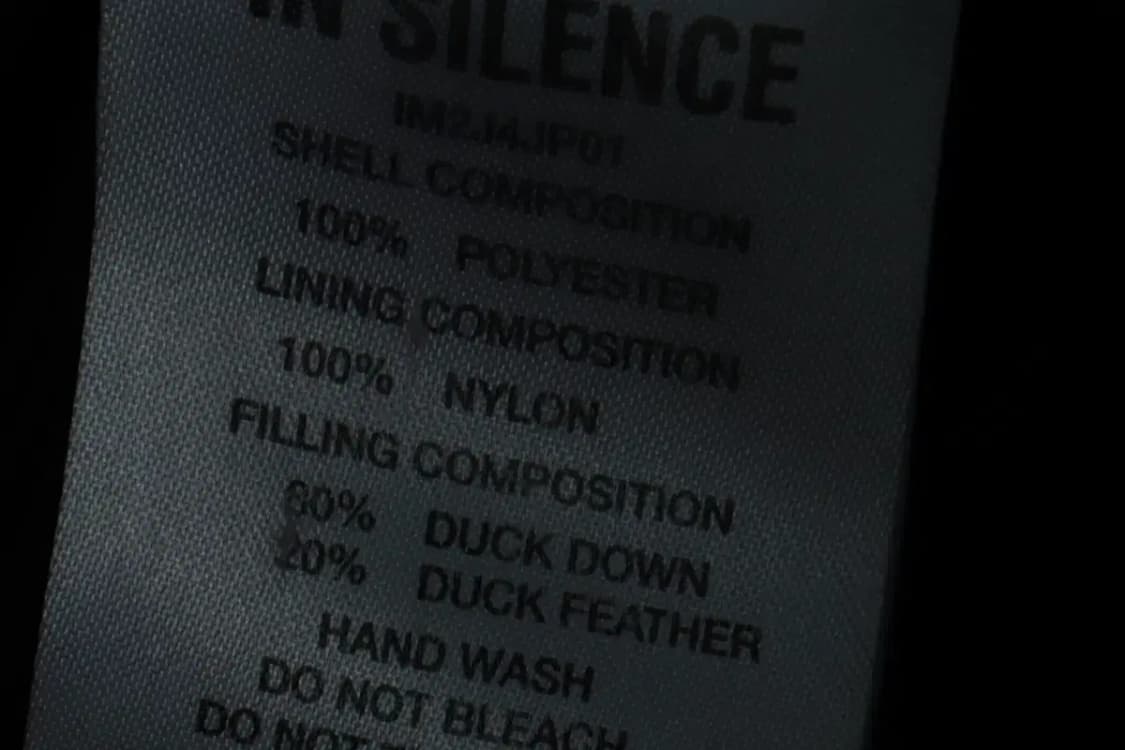 IN SILENCE
SHELL COMPOSITION
100% POLYESTER
LINING COMPOSITION
100% NYLON
FILLING COMPOSITION
80% DUCK DOWN
20% DUCK FEATHER
HAND WASH
DO NOT BLEACH
DO NOT